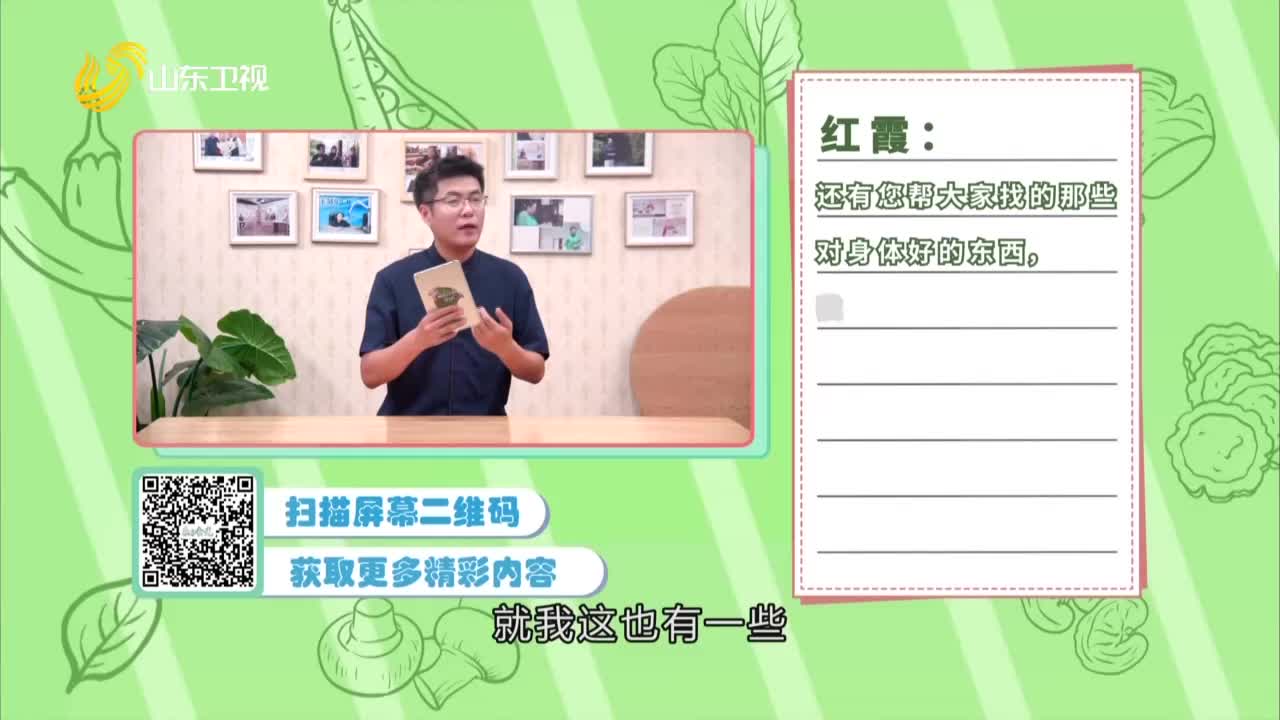 山东卫视
红霞：
还有您帮大家找的那些
对身体好的东西，
扫描屏幕二维码
获取更多精彩内容
就我这也有一些